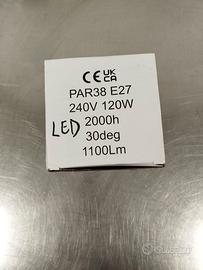 CE UK
CA
PAR38 E27
240V 120W
LED 2000h
30deg
1100Lm